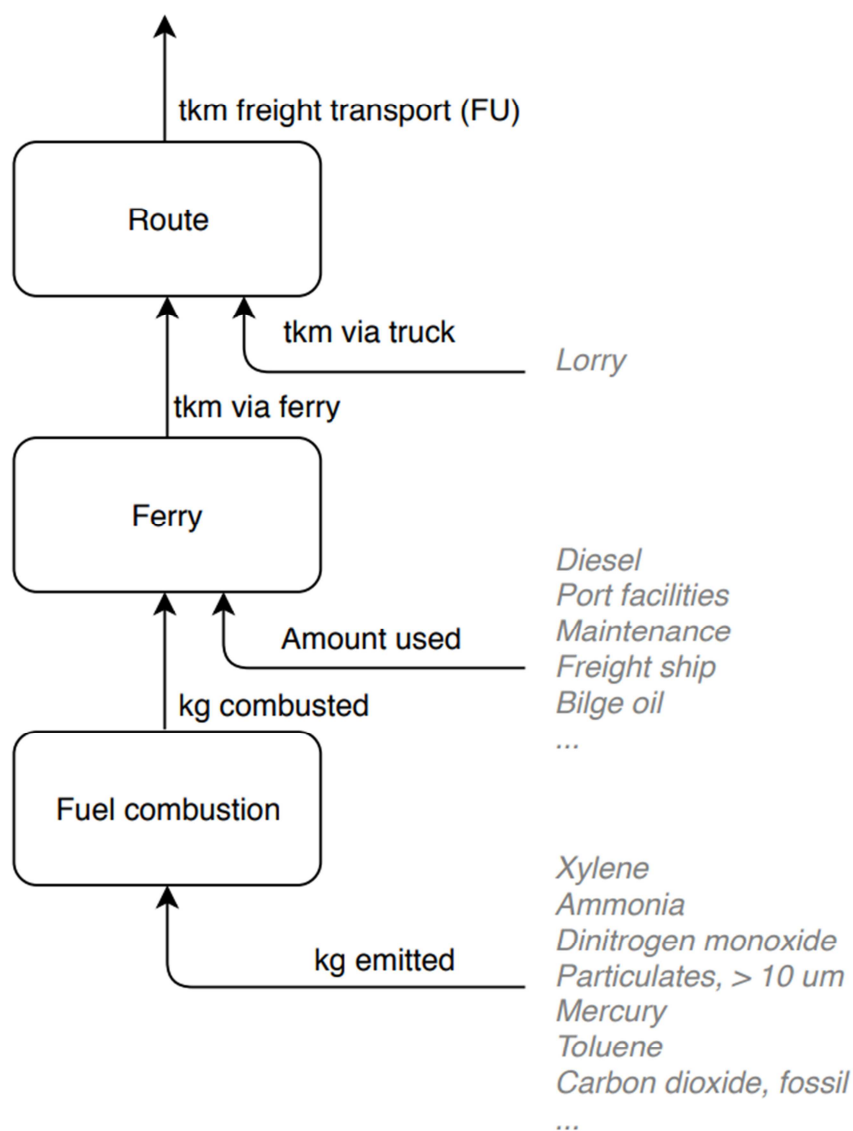 tkm freight transport (FU)
Route
tkm via truck
Lorry
tkm via ferry
Ferry
Diesel
Port facilities
Maintenance
Freight ship
Bilge oil
...
Amount used
kg combusted
Fuel combustion
Xylene
Ammonia
Dinitrogen monoxide
Particulates, > 10 um
Mercury
Toluene
Carbon dioxide, fossil
...
kg emitted